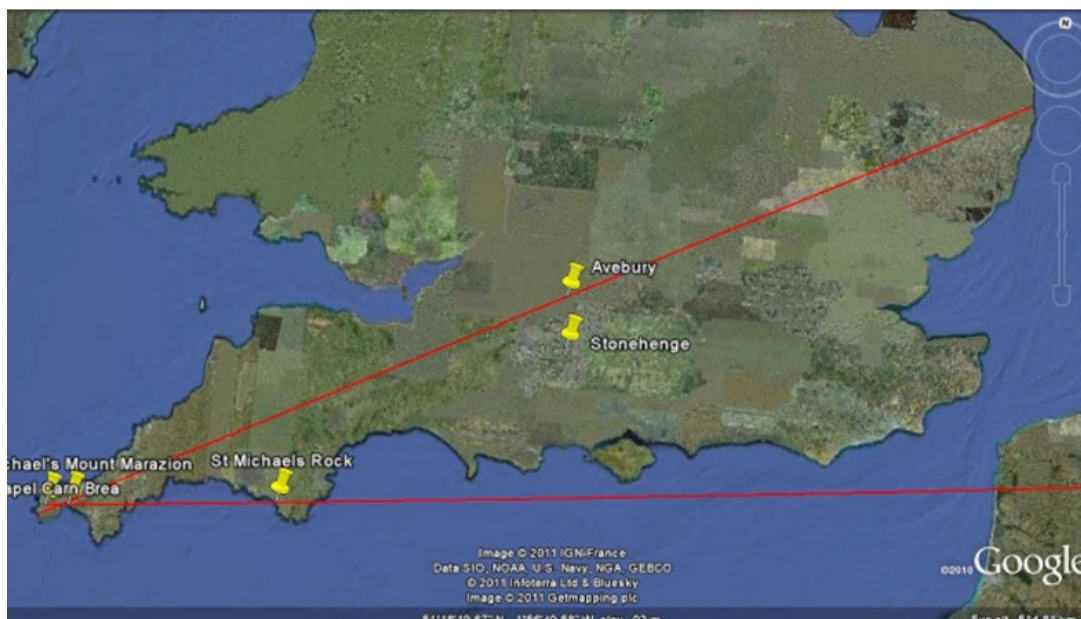 N
Avebury
Stonehenge
chael's Mount Marazion
St Michaels Rock
apel Carn Brea
Image © 2011 IGN-France
Data SIO, NOAA, U.S. Navy, NGA, GEBCO
© 2011 Infoterra Ltd & Bluesky
Image © 2011 Getmapping plc
©2010 Google